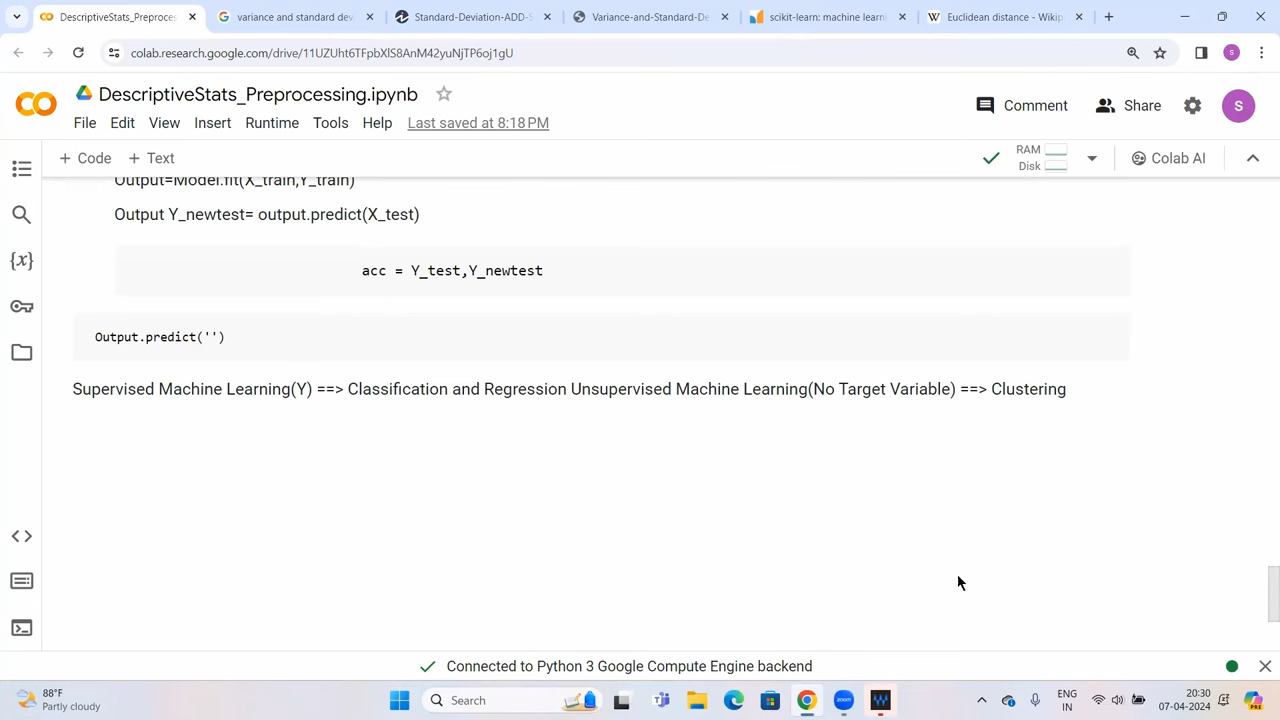 DescriptiveStats_Preproces
variance and standard dev
Standard-Deviation-ADD-S
Variance-and-Standard-De
scikit-learn: machine learni
Euclidean distance - Wikip
colab.research.google.com/drive/11UZUht6TFpbXlS8AnM42yuNjTP6oj1gU
DescriptiveStats_Preprocessing.ipynb
Comment
Share
S
File Edit View Insert Runtime Tools Help Last saved at 8:18 PM
+ Code + Text
RAM
Disk
Colab AI
Output=Model.fit(X_train,Y_train)
Output Y_newtest= output.predict(X_test)
acc = Y_test,Y_newtest
Output.predict('')
Supervised Machine Learning(Y) ==> Classification and Regression Unsupervised Machine Learning(No Target Variable) ==> Clustering
Connected to Python 3 Google Compute Engine backend
88°F
Partly cloudy
Search
zoom
ENG
IN
20:30
07-04-2024